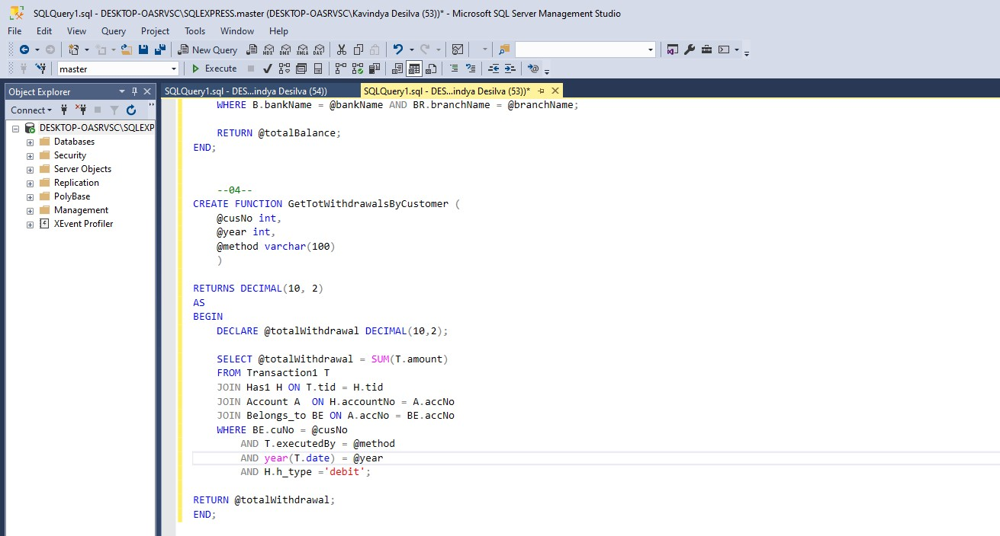 SQLQuery1.sql - DESKTOP-OASRVSC\SQLEXPRESS.master (DESKTOP-OASRVSC\Kavindya Desilva (53))* - Microsoft SQL Server Management Studio
File Edit View Query Project Tools Window Help
New Query MDX DMX XMLA DAX
master Execute
Object Explorer
SQLQuery1.sql - DES...indya Desilva (54)) SQLQuery1.sql - DES...indya Desilva (53))*
Connect
DESKTOP-OASRVSC\SQLEXP
Databases
Security
Server Objects
Replication
PolyBase
Management
XEvent Profiler
WHERE B.bankName = @bankName AND BR.branchName = @branchName;
RETURN @totalBalance;
END;
--04--
CREATE FUNCTION GetTotWithdrawalsByCustomer (
@cusNo int,
@year int,
@method varchar(100)
)
RETURNS DECIMAL(10, 2)
AS
BEGIN
DECLARE @totalWithdrawal DECIMAL(10,2);
SELECT @totalWithdrawal = SUM(T.amount)
FROM Transaction1 T
JOIN Has1 H ON T.tid = H.tid
JOIN Account A  ON H.accountNo = A.accNo
JOIN Belongs_to BE ON A.accNo = BE.accNo
WHERE BE.cuNo = @cusNo
AND T.executedBy = @method
AND year(T.date) = @year
AND H.h_type ='debit';
RETURN @totalWithdrawal;
END;